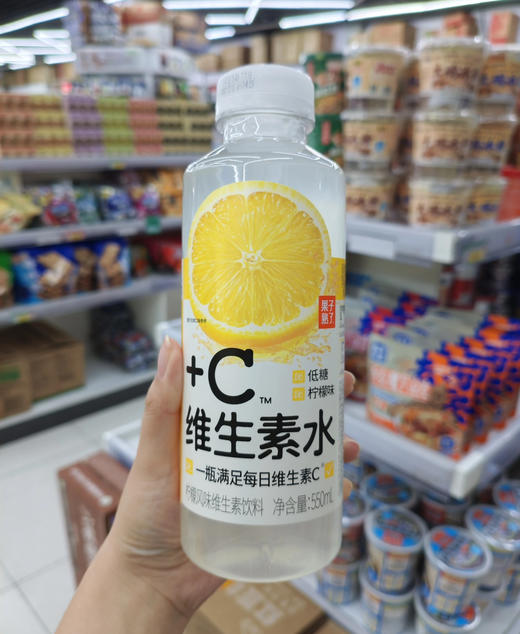 果子
熟了
+C™
低糖
柠檬味
维生素水
一瓶满足每日维生素C
柠檬风味维生素饮料 净含量:550mL